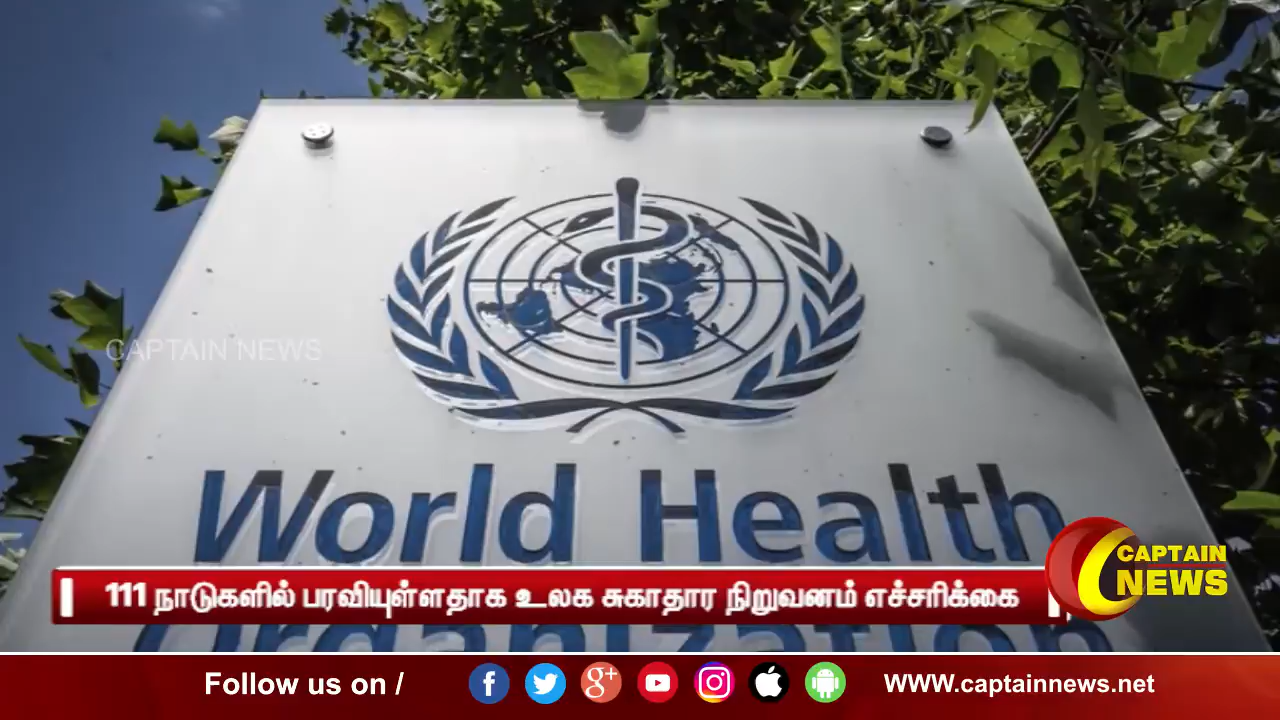 CAPTAIN NEWS
World Health
Organization
111 நாடுகளில் பரவியுள்ளதாக உலக சுகாதார நிறுவனம் எச்சரிக்கை
CAPTAIN
NEWS
Follow us on /
WWW.captainnews.net